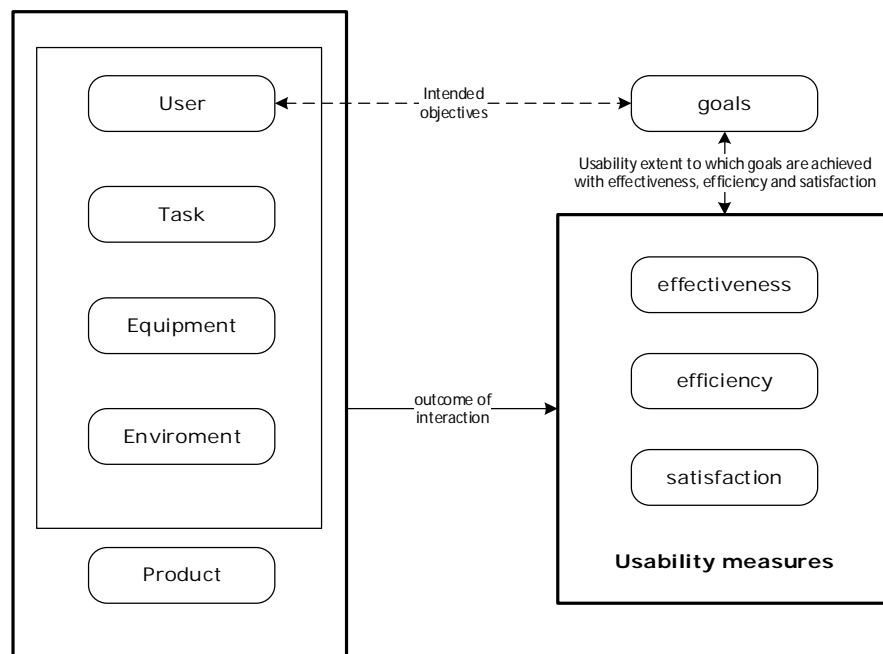 User
Intended
objectives
goals
Usability extent to which goals are achieved
with effectiveness, efficiency and satisfaction
Task
effectiveness
Equipment
efficiency
outcome of
interaction
Enviroment
satisfaction
Product
Usability measures